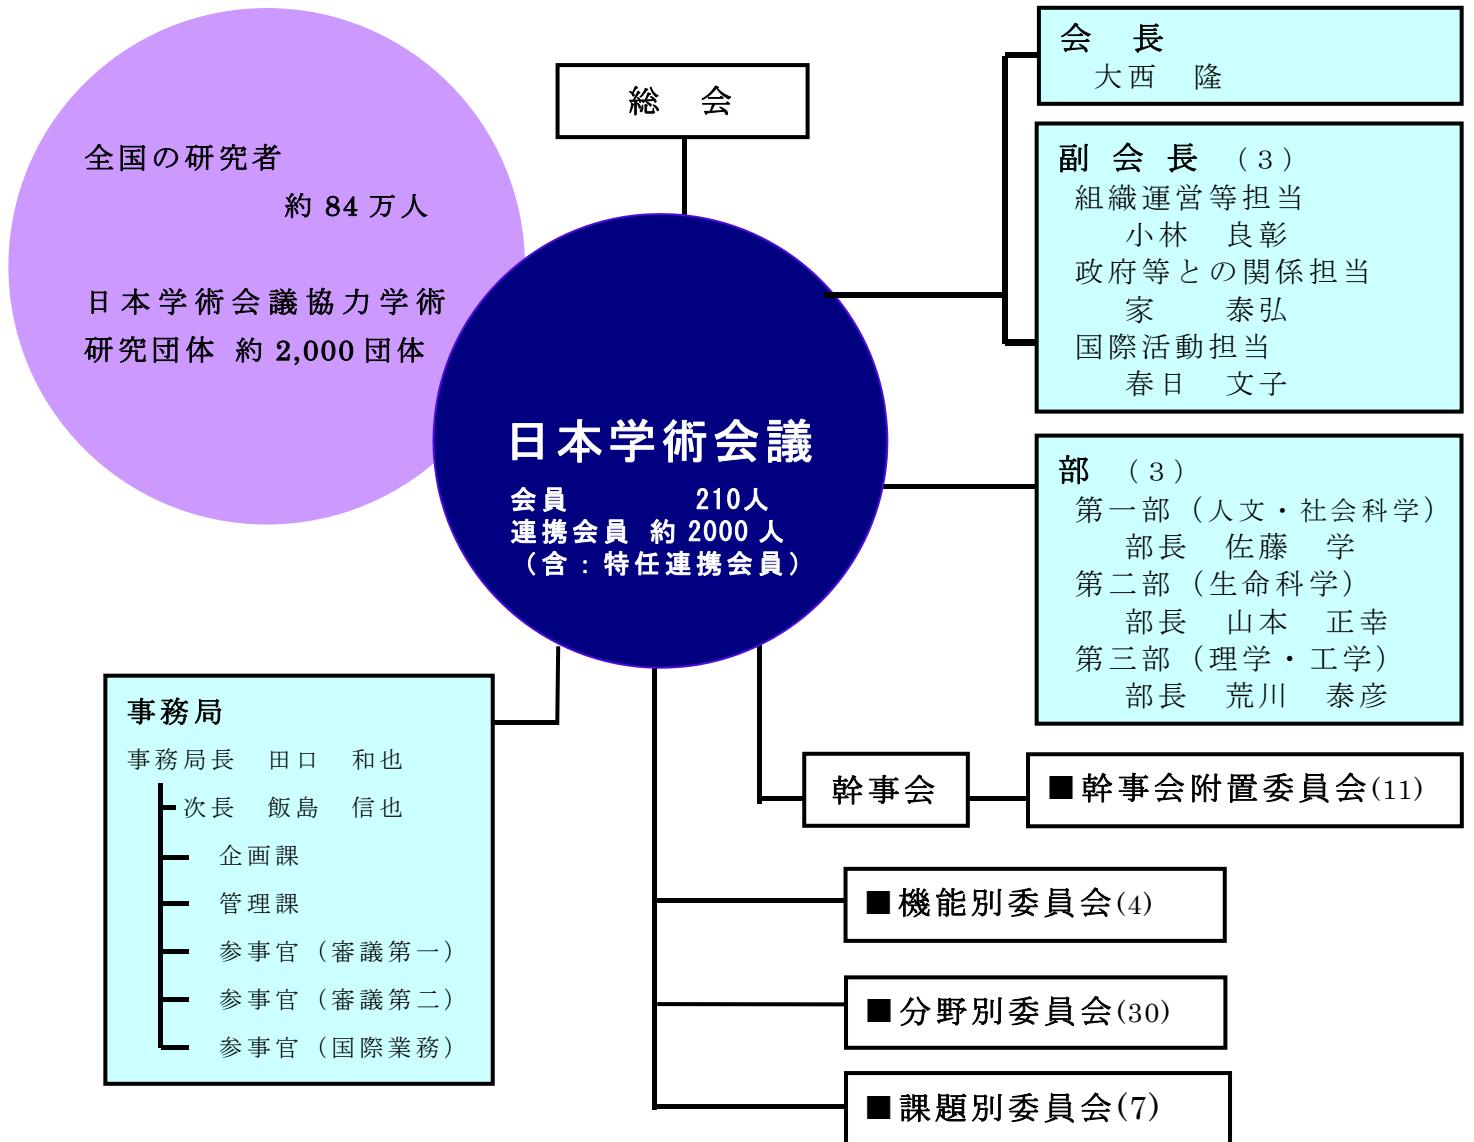 全国の研究者
約 84 万人
日本学術会議協力学術
研究団体 約 2,000 団体
総 会
日本学術会議
会員 210人
連携会員 約 2000 人
（含：特任連携会員）
会 長
大西 隆
副 会 長 （３）
組織運営等担当
小林 良彰
政府等との関係担当
家 泰弘
国際活動担当
春日 文子
部 （３）
第一部（人文・社会科学）
部長 佐藤 学
第二部（生命科学）
部長 山本 正幸
第三部（理学・工学）
部長 荒川 泰彦
事務局
事務局長 田口 和也
次長 飯島 信也
企画課
管理課
参事官（審議第一）
参事官（審議第二）
参事官（国際業務）
幹事会
■幹事会附置委員会(11)
■機能別委員会(4)
■分野別委員会(30)
■課題別委員会(7)